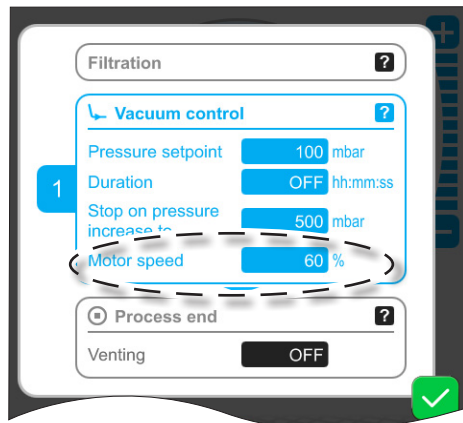 Filtration ?
1
Vacuum control ?
Pressure setpoint 100 mbar
Duration OFF hh:mm:ss
Stop on pressure
increase to 500 mbar
Motor speed 60 %
Process end ?
Venting OFF